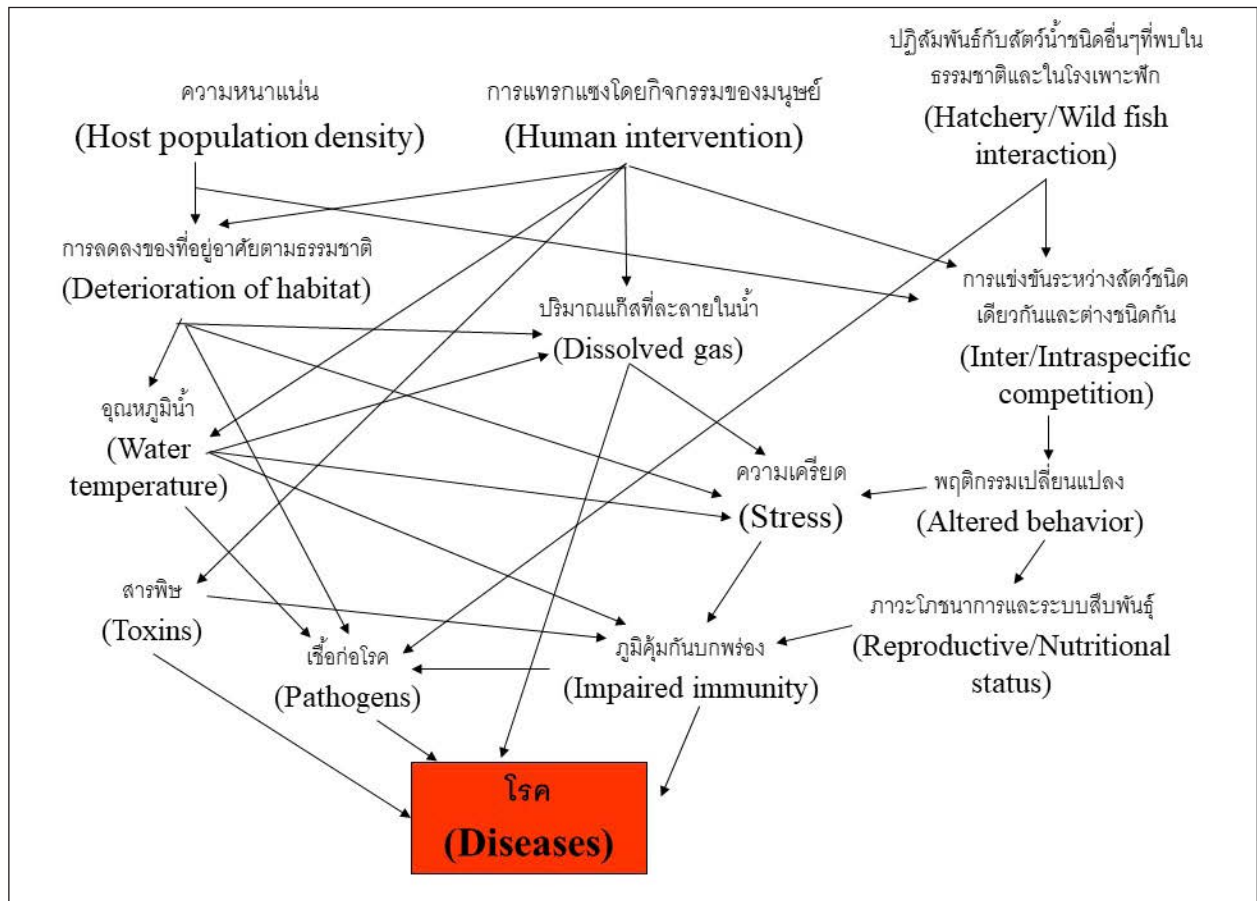 ความหนาแน่น
(Host population density)
การแทรกแซงโดยกิจกรรมของมนุษย์
(Human intervention)
ปฏิสัมพันธ์กับสัตว์น้ำชนิดอื่นๆที่พบใน
ธรรมชาติและในโรงเพาะฟัก
(Hatchery/Wild fish
interaction)
การลดลงของที่อยู่อาศัยตามธรรมชาติ
(Deterioration of habitat)
ปริมาณแก๊สที่ละลายในน้ำ
(Dissolved gas)
การแข่งขันระหว่างสัตว์ชนิด
เดียวกันและต่างชนิดกัน
(Inter/Intraspecific
competition)
อุณหภูมิน้ำ
(Water
temperature)
ความเครียด
(Stress)
พฤติกรรมเปลี่ยนแปลง
(Altered behavior)
สารพิษ
(Toxins)
เชื้อก่อโรค
(Pathogens)
ภูมิคุ้มกันบกพร่อง
(Impaired immunity)
ภาวะโภชนาการและระบบสืบพันธุ์
(Reproductive/Nutritional
status)
โรค
(Diseases)